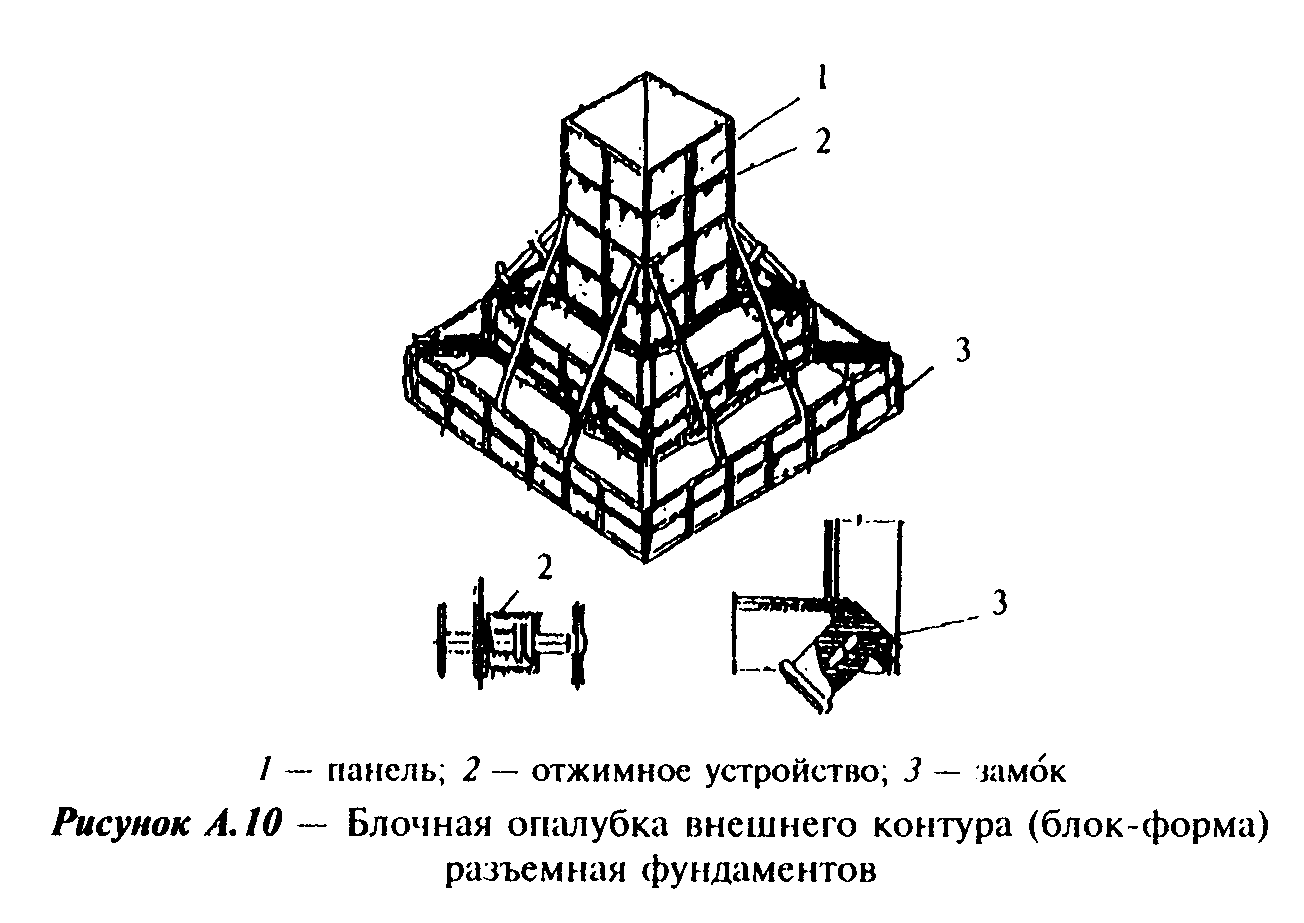 1
2
3
2
3
1 — панель; 2 — отжимное устройство; 3 — замо́к
Рисунок А.10 — Блочная опалубка внешнего контура (блок-форма)
разъемная фундаментов